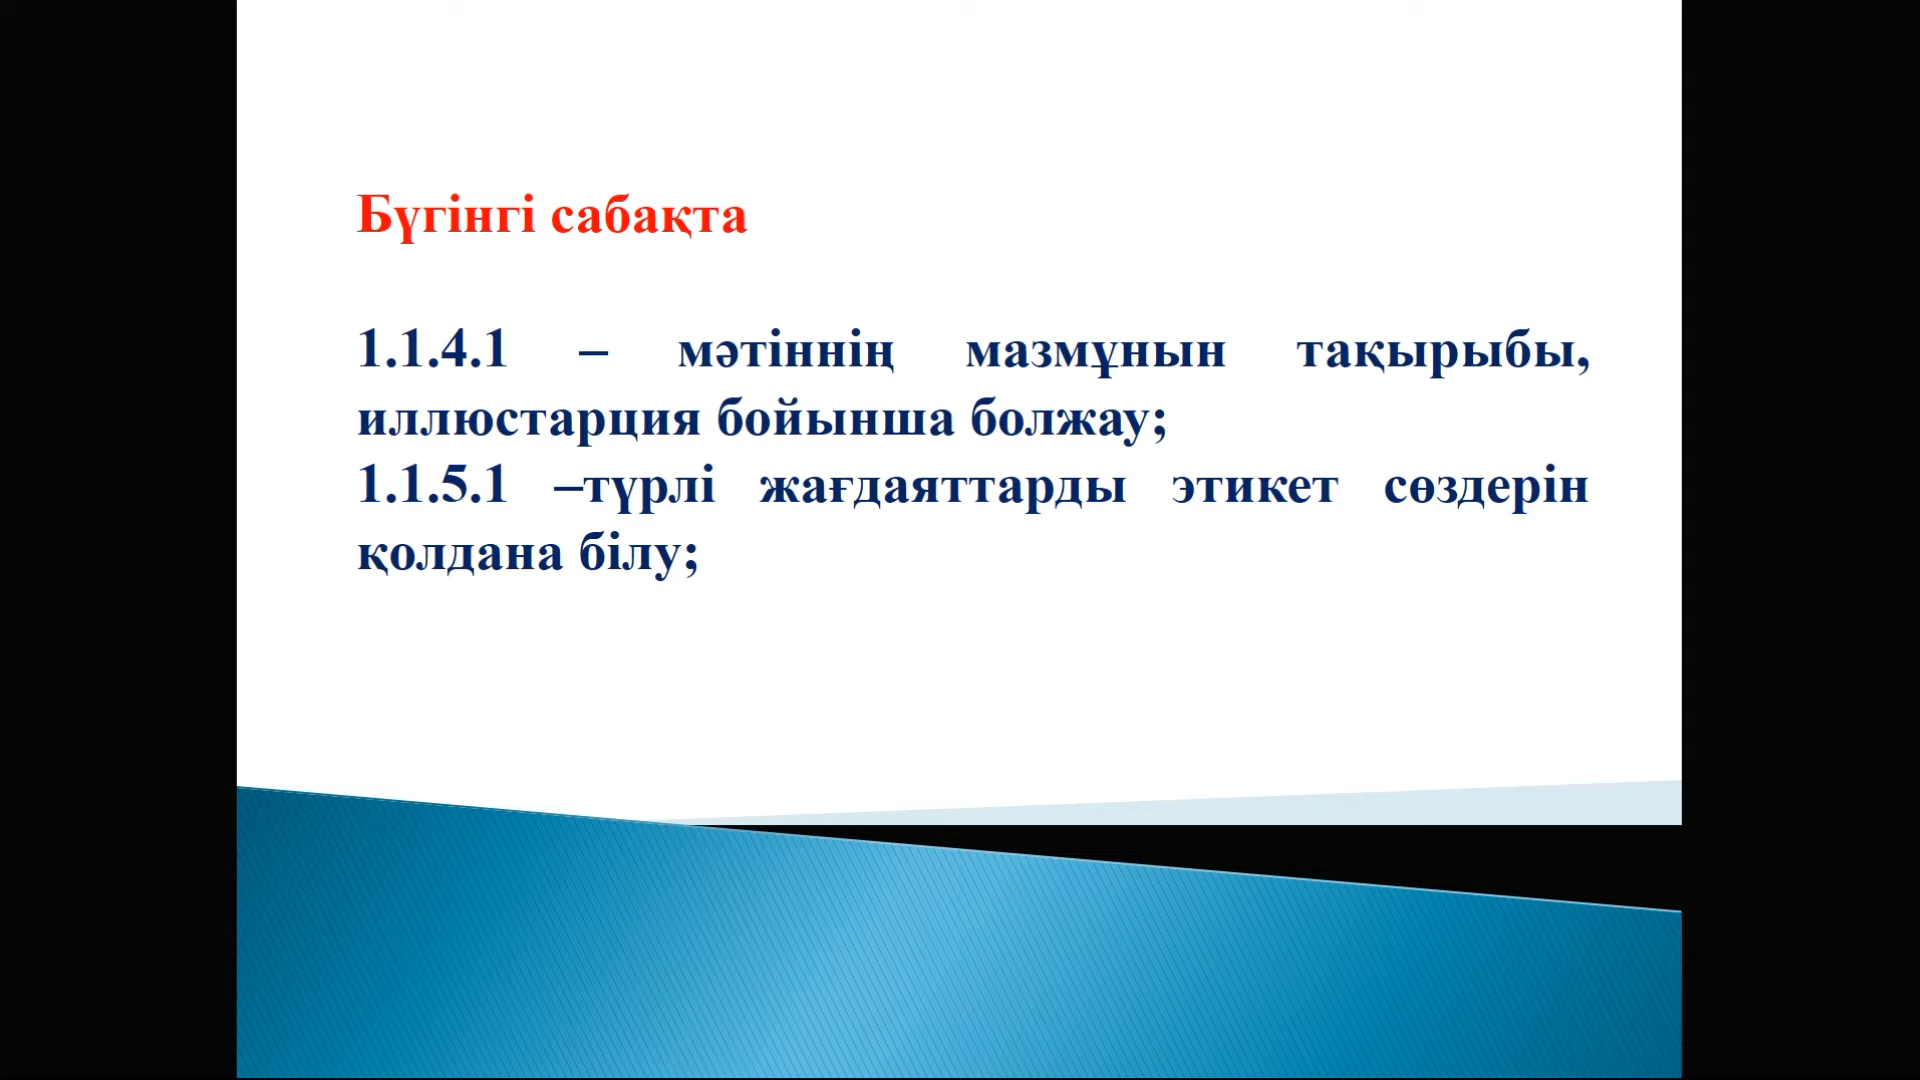 Бүгінгі сабақта
1.1.4.1 – мәтіннің мазмұнын тақырыбы,
иллюстарция бойынша болжау;
1.1.5.1 –түрлі жағдаяттарды этикет сөздерін
қолдана білу;